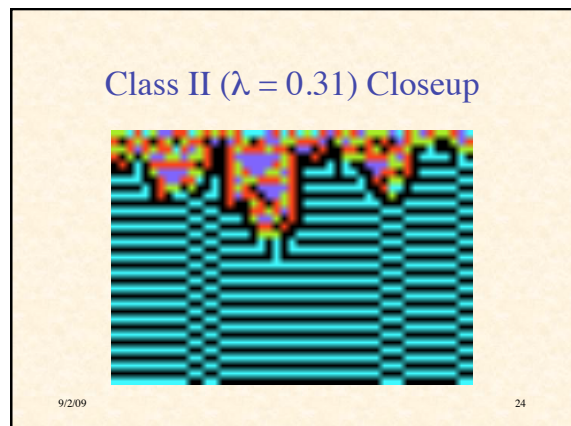 Class II (λ = 0.31) Closeup
9/2/09
24